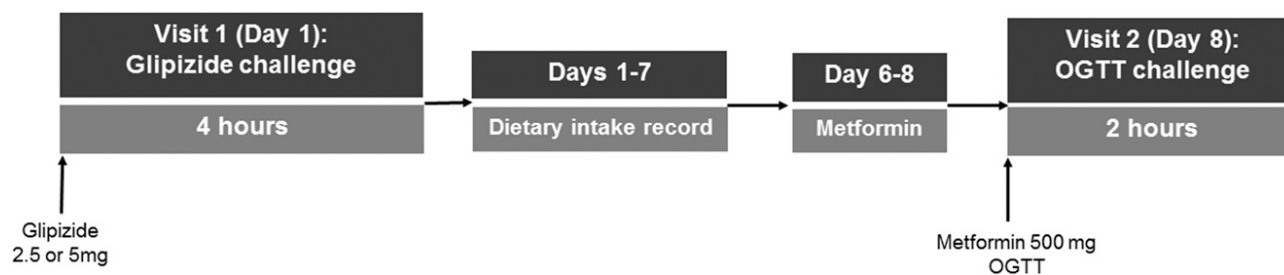 Visit 1 (Day 1):
Glipizide challenge
4 hours
Glipizide
2.5 or 5mg
Days 1-7
Dietary intake record
Day 6-8
Metformin
Visit 2 (Day 8):
OGTT challenge
2 hours
Metformin 500 mg
OGTT